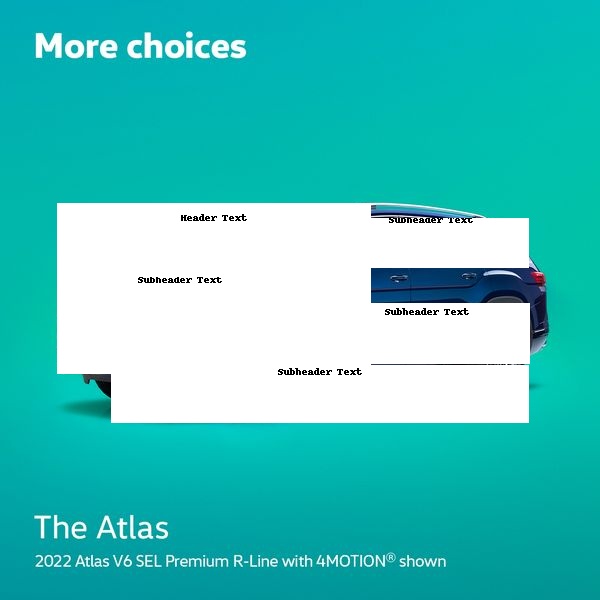 More choices
Header Text
Subheader Text
Subheader Text
Subheader Text
Subheader Text
The Atlas
2022 Atlas V6 SEL Premium R-Line with 4MOTION® shown